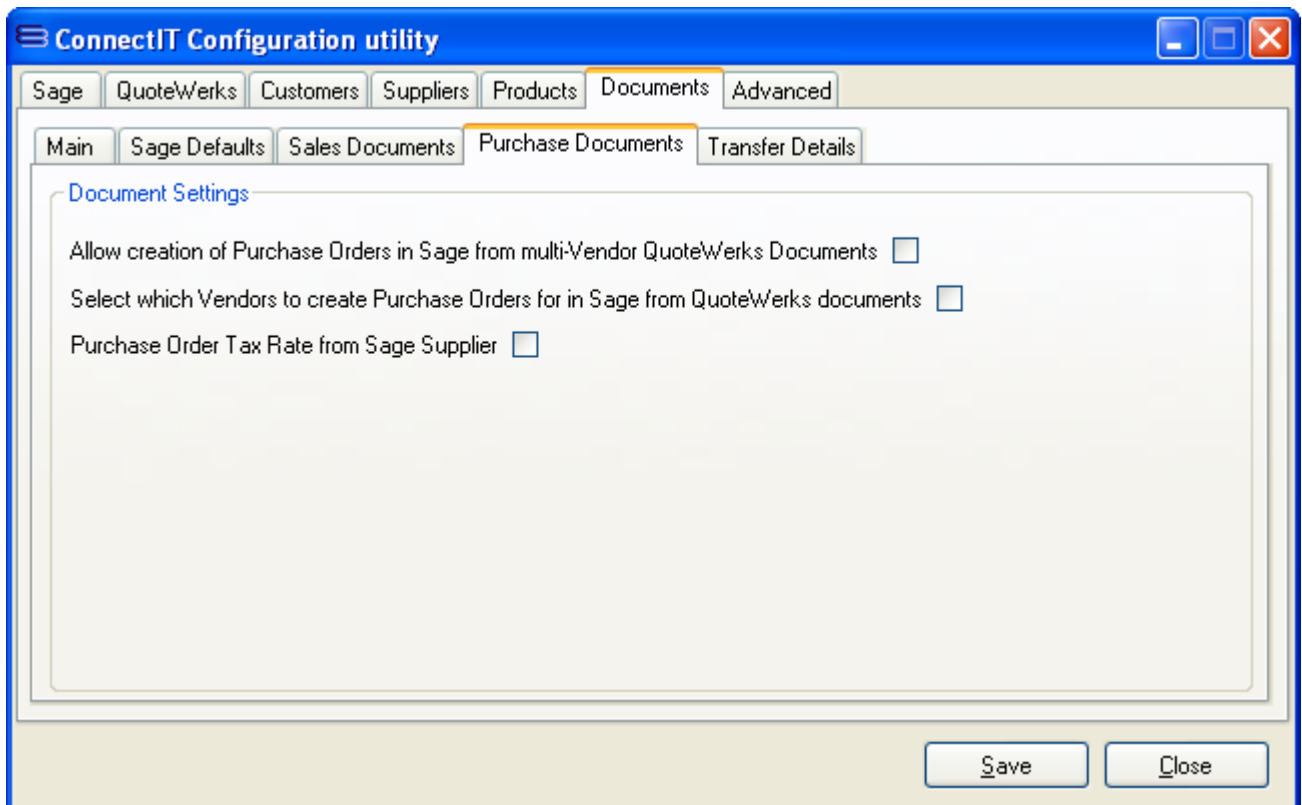 ConnectIT Configuration utility
Sage QuoteWerks Customers Suppliers Products Documents Advanced
Main Sage Defaults Sales Documents Purchase Documents Transfer Details
Document Settings
Allow creation of Purchase Orders in Sage from multi-Vendor QuoteWerks Documents
Select which Vendors to create Purchase Orders for in Sage from QuoteWerks documents
Purchase Order Tax Rate from Sage Supplier
Save Close